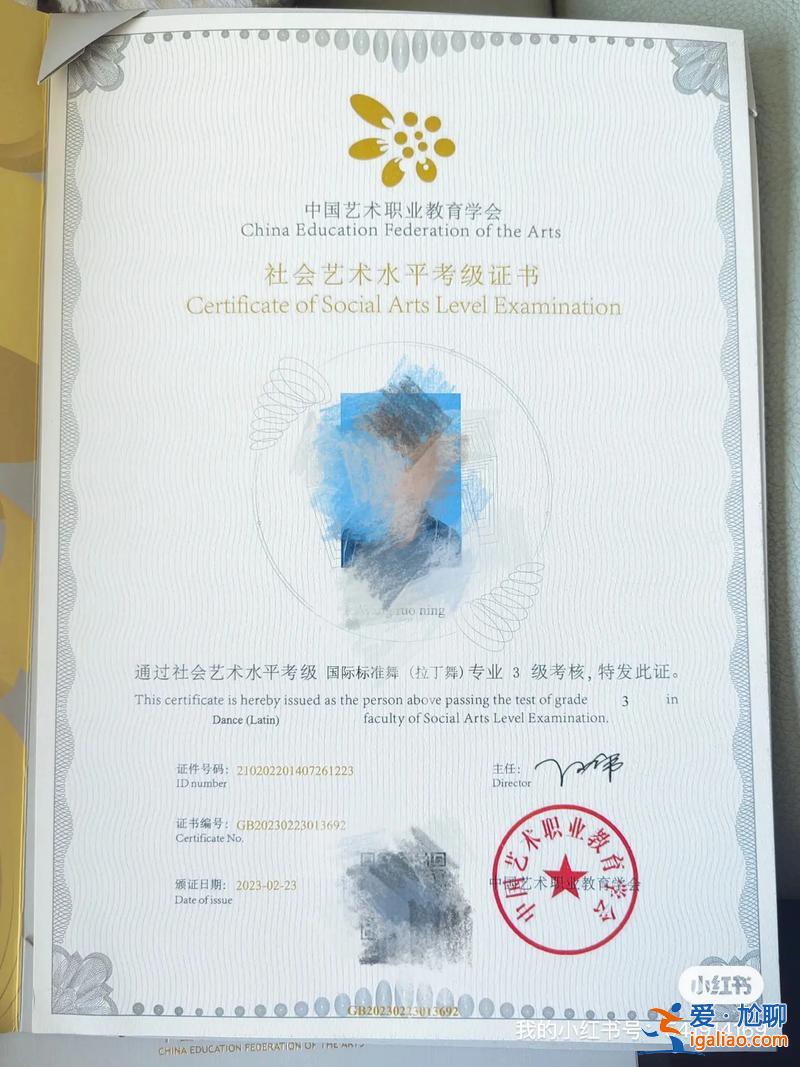 中国艺术职业教育学会
China Education Federation of the Arts
社会艺术水平考级证书
Certificate of Social Arts Level Examination
ruo ning
通过社会艺术水平考级 国际标准舞（拉丁舞）专业 3 级考核，特发此证。
This certificate is hereby issued as the person above passing the test of grade 3 in
Dance (Latin) faculty of Social Arts Level Examination.
证件号码：210202201407261223
ID number
主任：
Director
证书编号：GB20230223013692
Certificate No.
颁证日期：2023-02-23
Date of issue
中国艺术职业教育学会
中国艺术职业教育学会
GB20230223013692
小红书
我的小红书号：
爱·尬聊
igaliao.com
CHINA EDUCATION FEDERATION OF THE ARTS